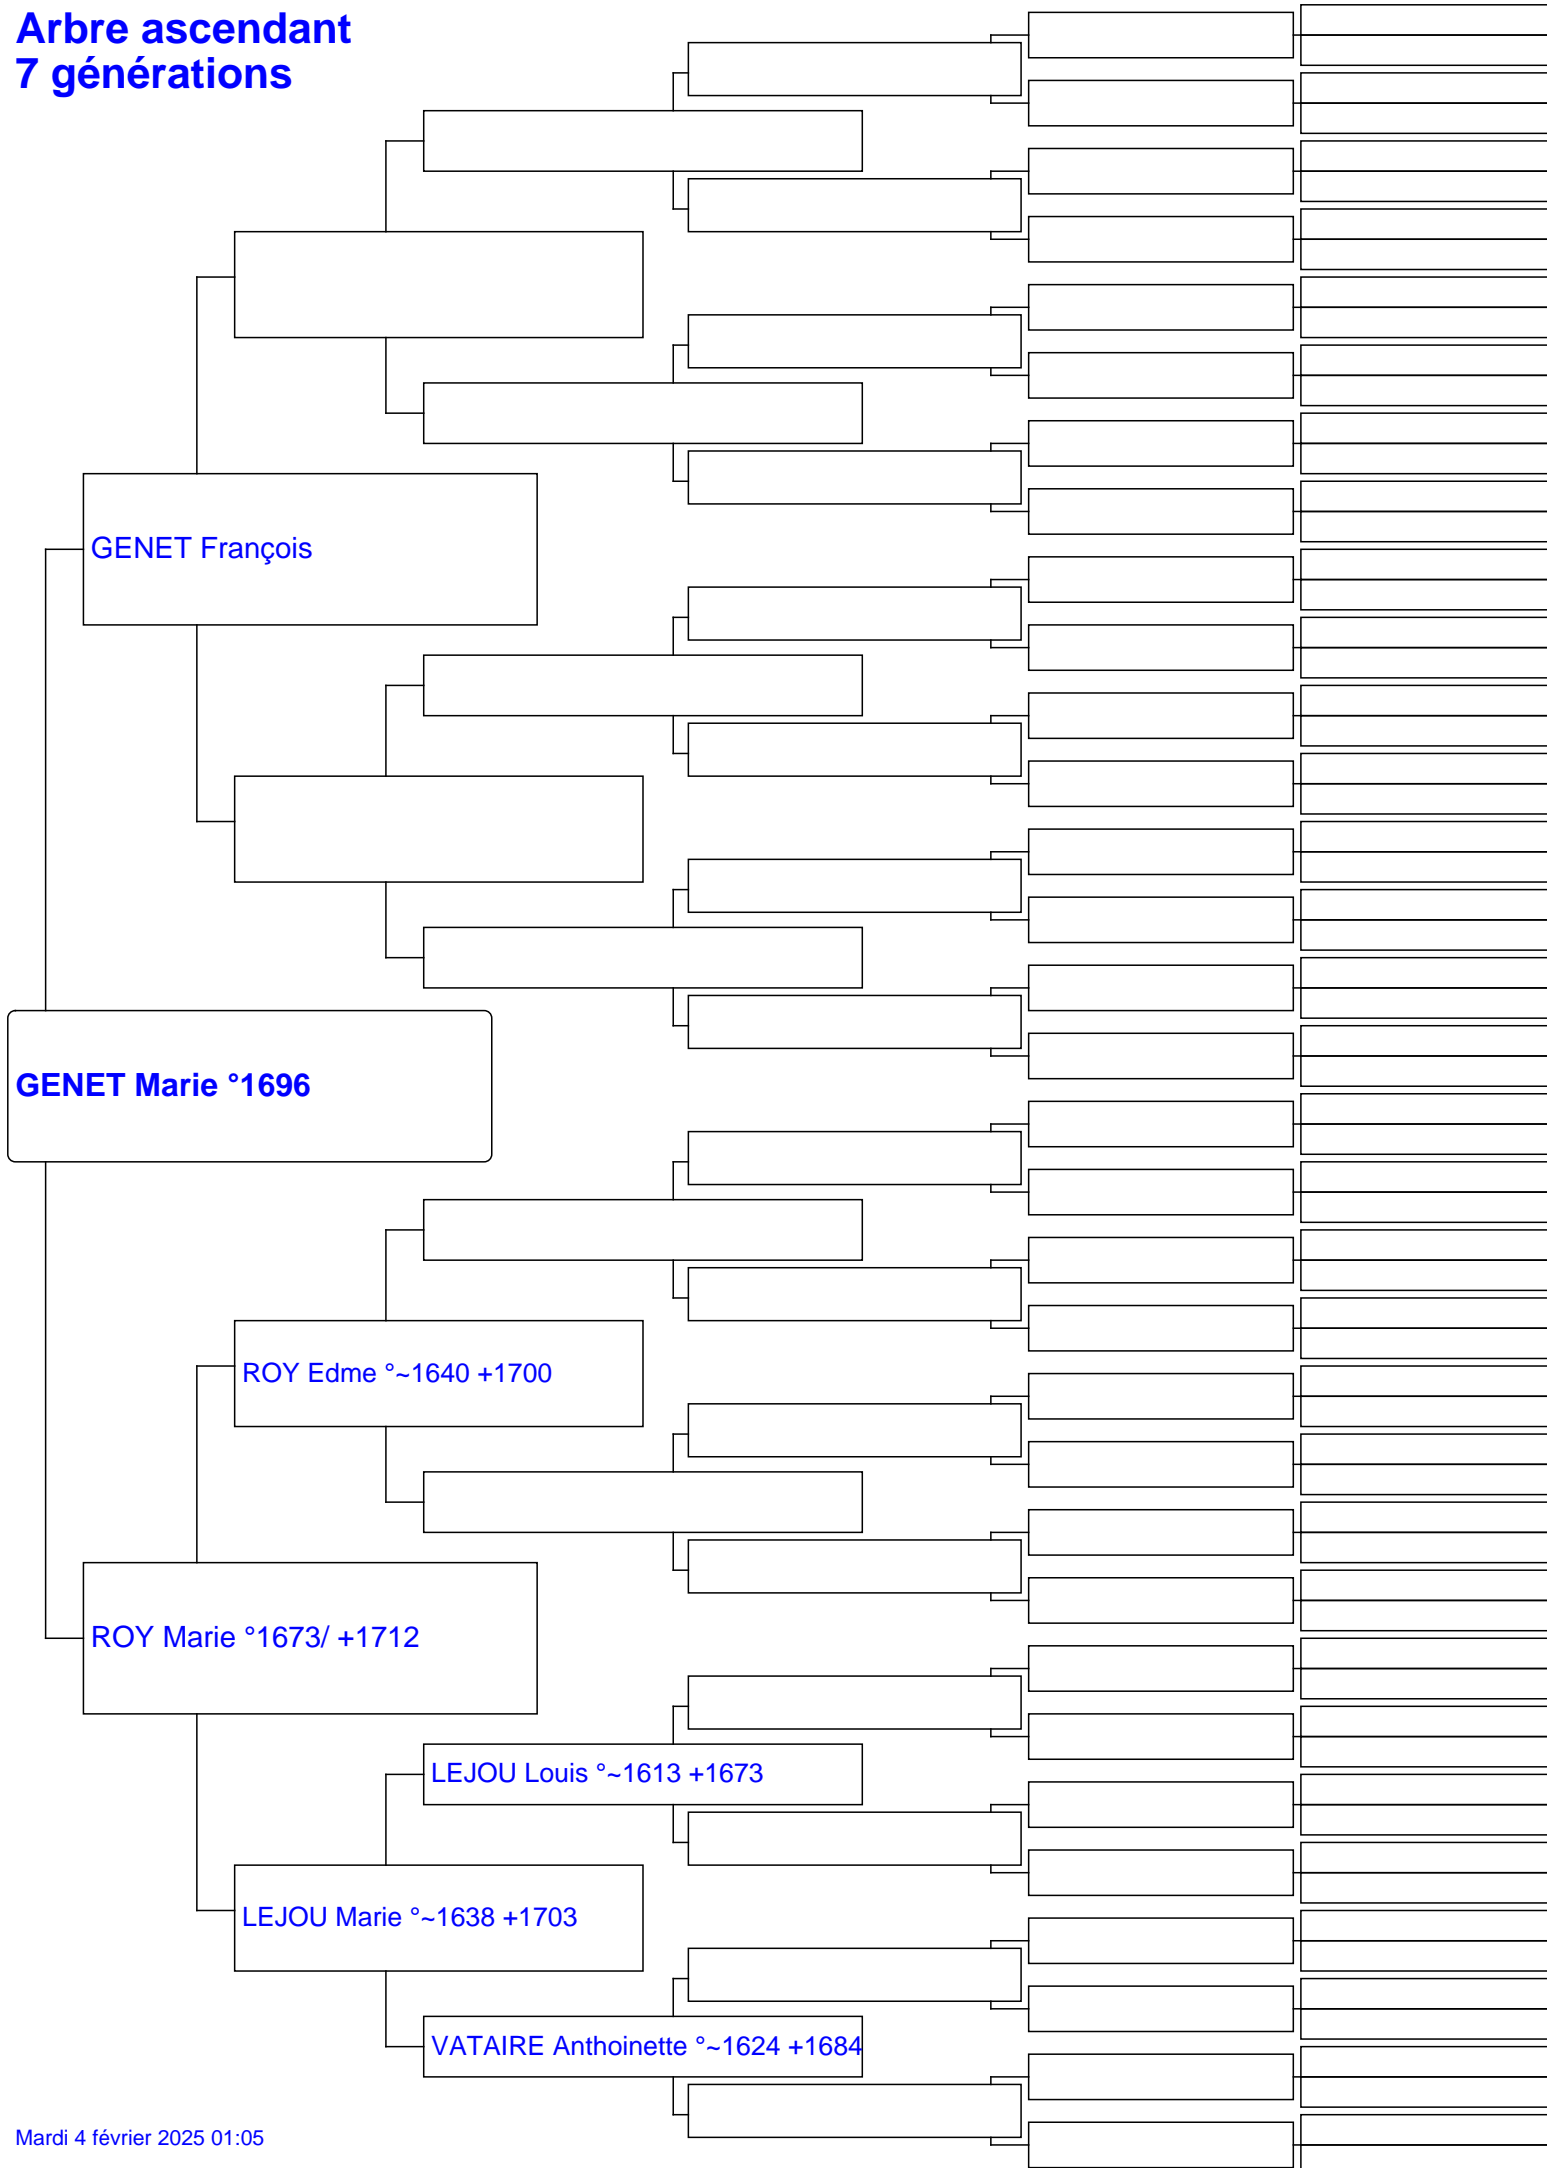 Arbre ascendant
7 générations
GENET François
GENET Marie °1696
ROY Edme °~1640 +1700
ROY Marie °1673/ +1712
LEJOU Louis °~1613 +1673
LEJOU Marie °~1638 +1703
VATAIRE Anthoinette °~1624 +1684
Mardi 4 février 2025 01:05